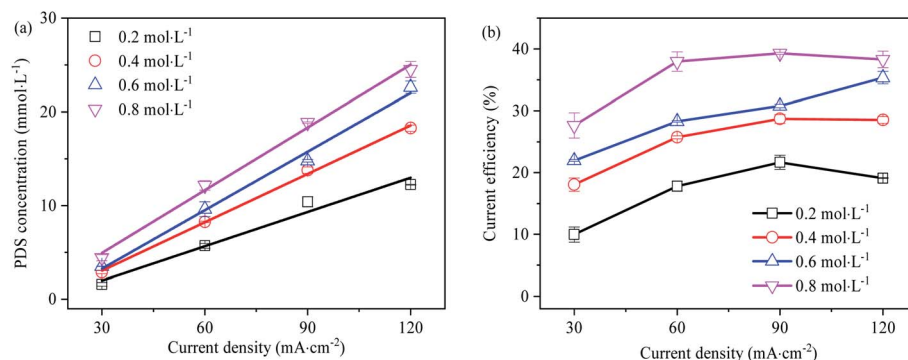 (a)
30
20
10
0
PDS concentration (mmol·L⁻¹)
0.2 mol·L⁻¹
0.4 mol·L⁻¹
0.6 mol·L⁻¹
0.8 mol·L⁻¹
30 60 90 120
Current density (mA·cm⁻²)
(b)
40
30
20
10
0
Current efficiency (%)
0.2 mol·L⁻¹
0.4 mol·L⁻¹
0.6 mol·L⁻¹
0.8 mol·L⁻¹
30 60 90 120
Current density (mA·cm⁻²)